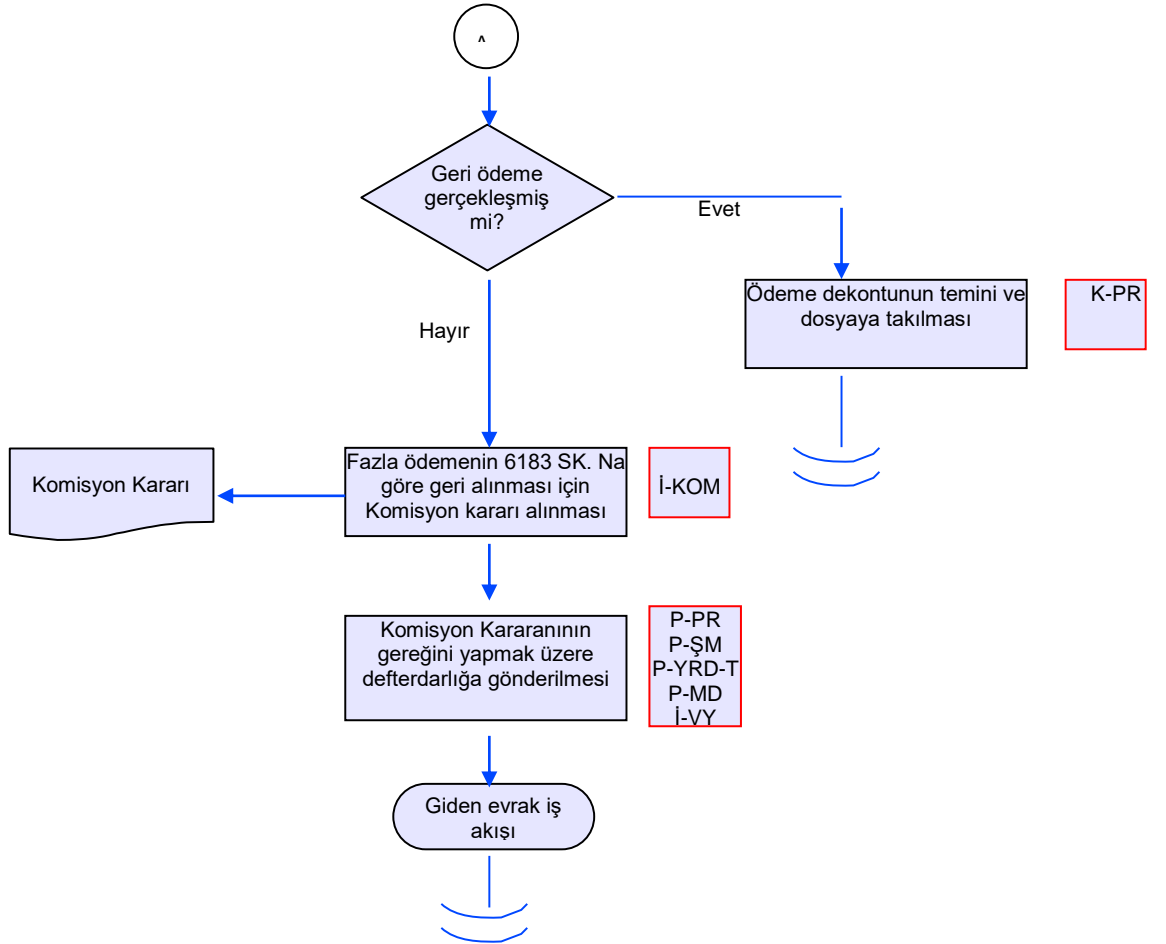 A
Geri ödeme
gerçekleşmiş
mi?
Evet
Ödeme dekontunun temini ve
dosyaya takılması
K-PR
Hayır
Komisyon Kararı
Fazla ödemenin 6183 SK. Na
göre geri alınması için
Komisyon kararı alınması
İ-KOM
Komisyon Kararanının
gereğini yapmak üzere
defterdarlığa gönderilmesi
P-PR
P-ŞM
P-YRD-T
P-MD
İ-VY
Giden evrak iş
akışı